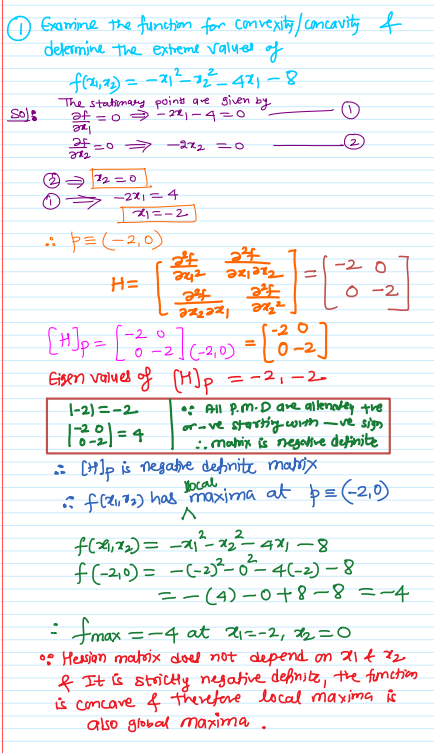 ① Examine the function for convexity/concavity &
determine the extreme values of
f(x₁,x₂) = -x₁² - x₂² - 4x₁ - 8
Sol: The stationary points are given by
∂f/∂x₁ = 0 ⇒ -2x₁ - 4 = 0 ——— ①
∂f/∂x₂ = 0 ⇒ -2x₂ = 0 ——— ②
② ⇒ x₂ = 0
① ⇒ -2x₁ = 4
x₁ = -2
∴ p ≡ (-2,0)
H = [ ∂²f/∂x₁² ∂²f/∂x₁∂x₂ ; ∂²f/∂x₂∂x₁ ∂²f/∂x₂² ] = [ -2 0 ; 0 -2 ]
[H]p = [ -2 0 ; 0 -2 ](-2,0) = [ -2 0 ; 0 -2 ]
Eigen values of [H]p = -2, -2
|-2| = -2
| -2 0 ; 0 -2 | = 4
∵ All P.M.D are alternately +ve
or -ve starting with -ve sign
∴ matrix is negative definite
∴ [H]p is negative definite matrix
∴ f(x₁,x₂) has local maxima at p ≡ (-2,0)
f(x₁,x₂) = -x₁² - x₂² - 4x₁ - 8
f(-2,0) = -(-2)² - 0² - 4(-2) - 8
= -(4) - 0 + 8 - 8 = -4
∴ fmax = -4 at x₁ = -2, x₂ = 0
∵ Hessian matrix does not depend on x₁ & x₂
& It is strictly negative definite, the function
is concave & therefore local maxima is
also global maxima.